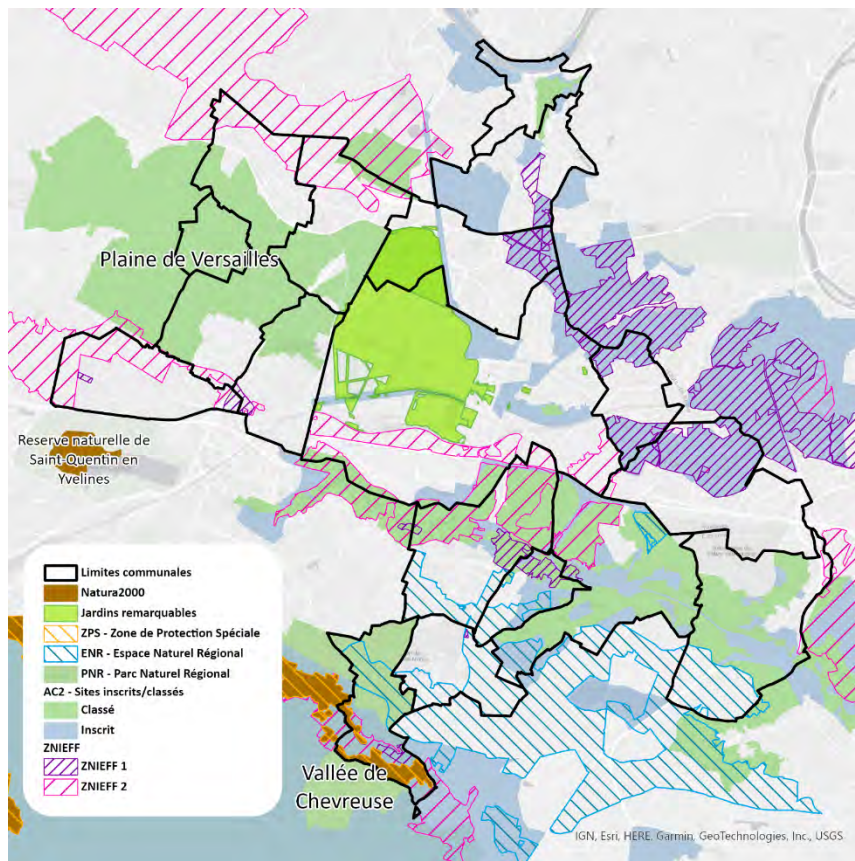 Plaine de Versailles
Reserve naturelle de
Saint-Quentin en
Yvelines
Limites communales
Natura2000
Jardins remarquables
ZPS - Zone de Protection Spéciale
ENR - Espace Naturel Régional
PNR - Parc Naturel Régional
AC2 - Sites inscrits/classés
Classé
Inscrit
ZNIEFF
ZNIEFF 1
ZNIEFF 2
Vallée de
Chevreuse
IGN, Esri, HERE, Garmin, GeoTechnologies, Inc., USGS